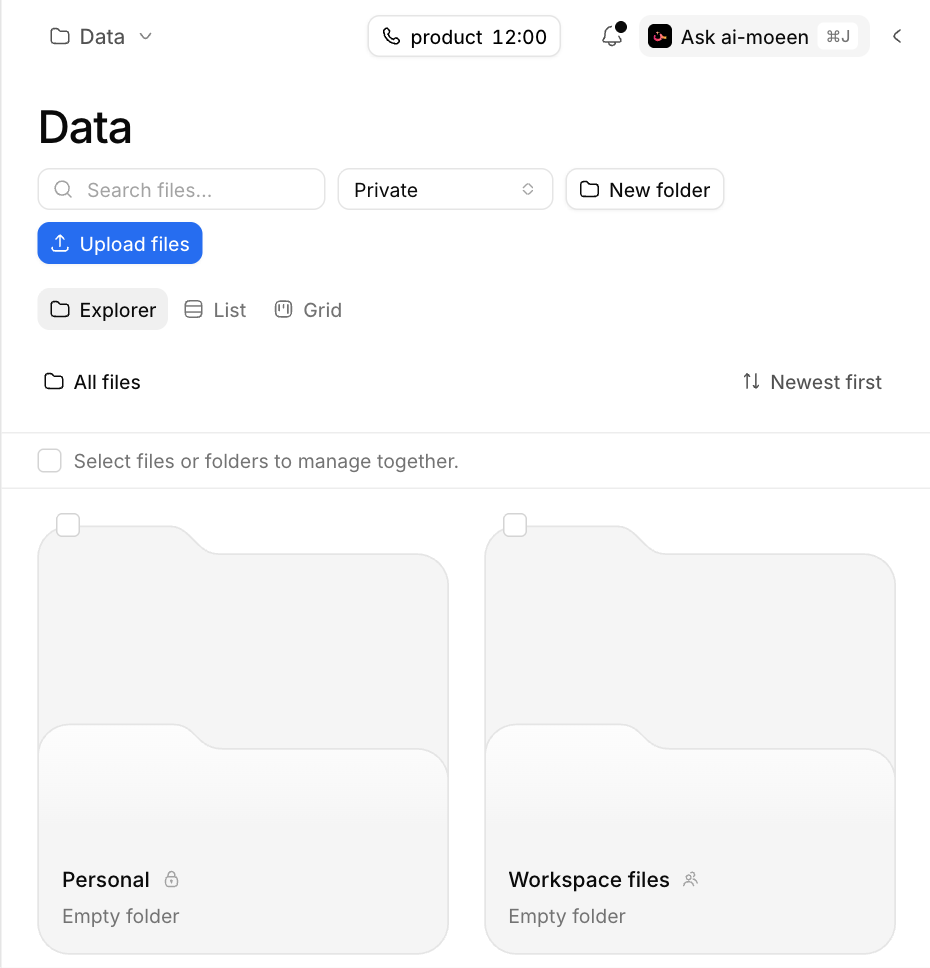 Data
product 12:00
Ask ai-moeen ⌘J
Data
Search files...
Private
New folder
Upload files
Explorer
List
Grid
All files
Newest first
Select files or folders to manage together.
Personal
Empty folder
Workspace files
Empty folder